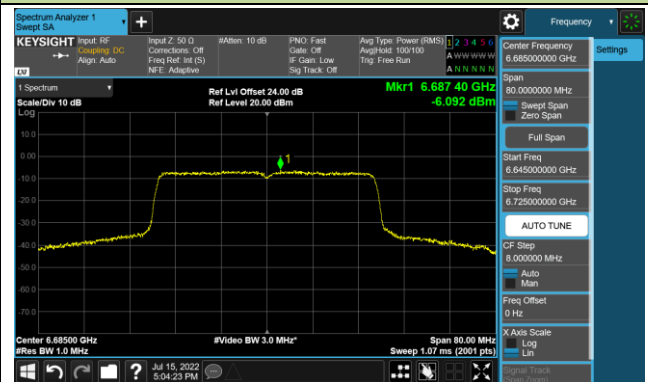 Spectrum Analyzer 1
Swept SA
Frequency
KEYSIGHT
Input: RF
Coupling: DC
Align: Auto
Input Z: 50 Ω
Corrections: Off
Freq Ref: Int (S)
NFE: Adaptive
#Atten: 10 dB
PNO: Fast
Gate: Off
IF Gain: Low
Sig Track: Off
Avg Type: Power (RMS)
Avg|Hold: 100/100
Trig: Free Run
1 2 3 4 5 6
A W W W W W
A N N N N N
LXI
1 Spectrum
Scale/Div 10 dB
Log
Ref Lvl Offset 24.00 dB
Ref Level 20.00 dBm
Mkr1 6.687 40 GHz
-6.092 dBm
10.0
0.00
-10.0
-20.0
-30.0
-40.0
-50.0
-60.0
-70.0
1
Center 6.68500 GHz
#Res BW 1.0 MHz
#Video BW 3.0 MHz*
Span 80.00 MHz
Sweep 1.07 ms (2001 pts)
Center Frequency
6.685000000 GHz
Settings
Span
80.0000000 MHz
Swept Span
Zero Span
Full Span
Start Freq
6.645000000 GHz
Stop Freq
6.725000000 GHz
AUTO TUNE
CF Step
8.000000 MHz
Auto
Man
Freq Offset
0 Hz
X Axis Scale
Log
Lin
Signal Track
(Span Zoom)
Jul 15, 2022
5:04:23 PM